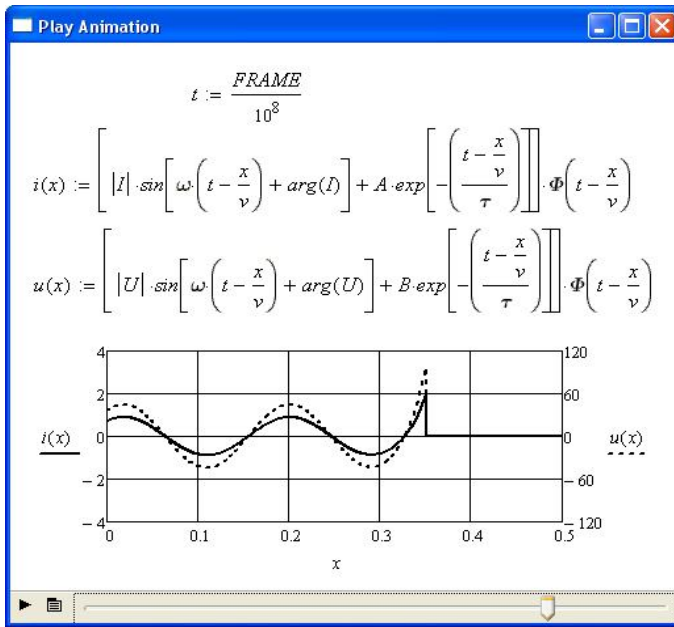 Play Animation
t := FRAME / 10^8
i(x) := [ |I| · sin[ ω · ( t − x/v ) + arg(I) ] + A · exp[ −( ( t − x/v ) / τ ) ] ] · Φ( t − x/v )
u(x) := [ |U| · sin[ ω · ( t − x/v ) + arg(U) ] + B · exp[ −( ( t − x/v ) / τ ) ] ] · Φ( t − x/v )
4 120
2 60
i(x) 0 0 u(x)
−2 −60
−4 −120
0 0.1 0.2 0.3 0.4 0.5
x